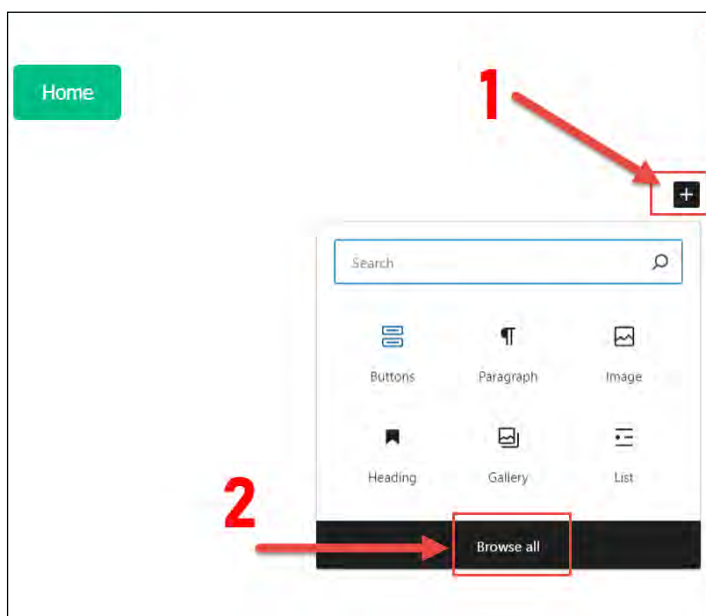 Home
1
+
Search
Buttons
Paragraph
Image
Heading
Gallery
List
2
Browse all